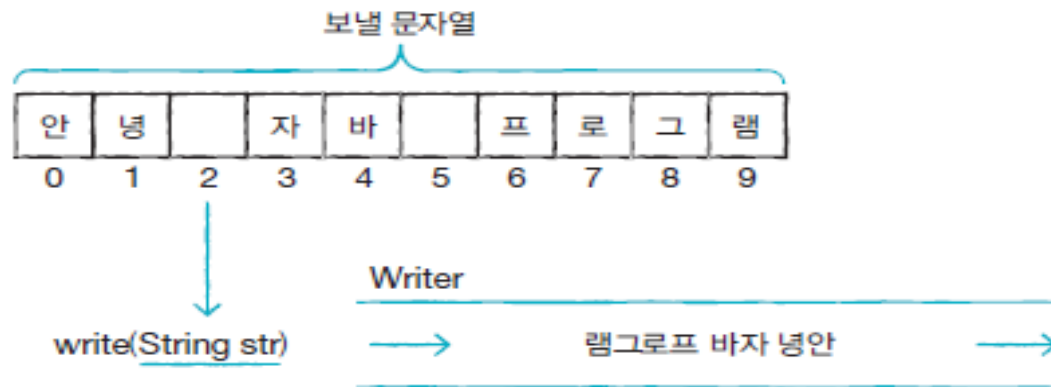 보낼 문자열
안 녕 자 바 프 로 그 램
0 1 2 3 4 5 6 7 8 9
Writer
write(String str) 램그로프 바자 녕안